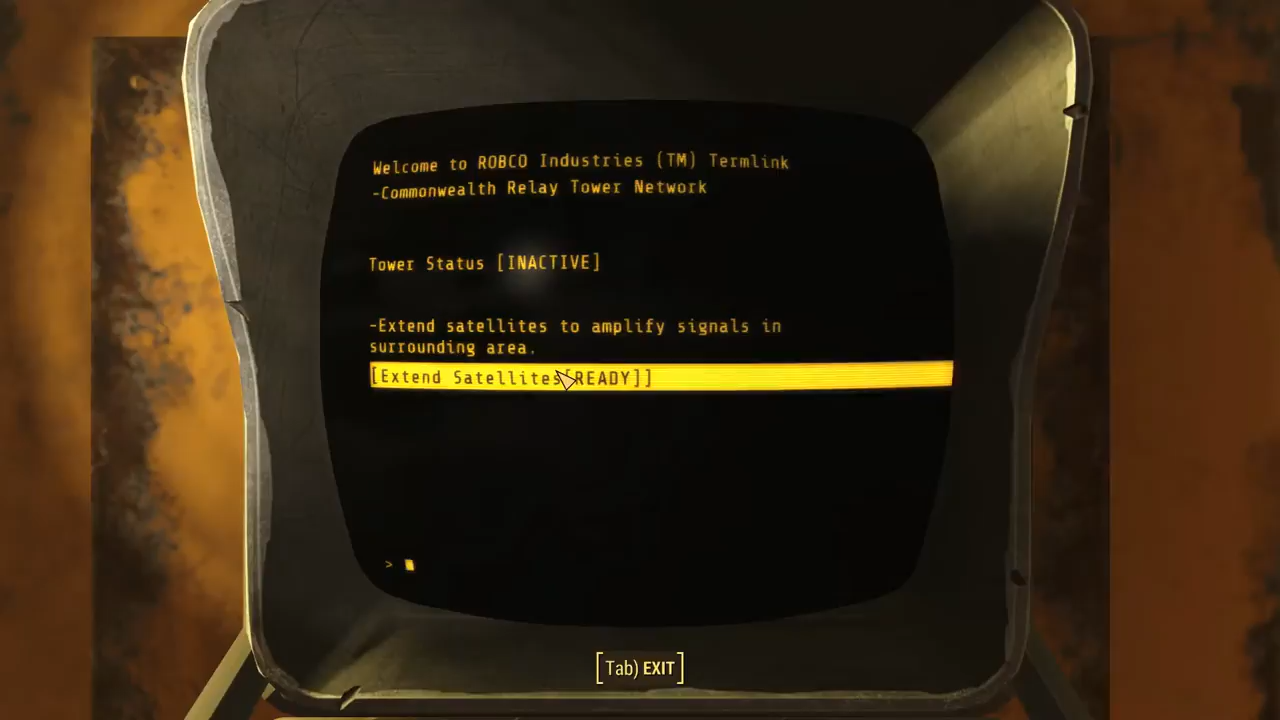 Welcome to ROBCO Industries (TM) Termlink
-Commonwealth Relay Tower Network
Tower Status [INACTIVE]
-Extend satellites to amplify signals in
surrounding area.
[Extend Satellites[READY]]
>
[Tab) EXIT]